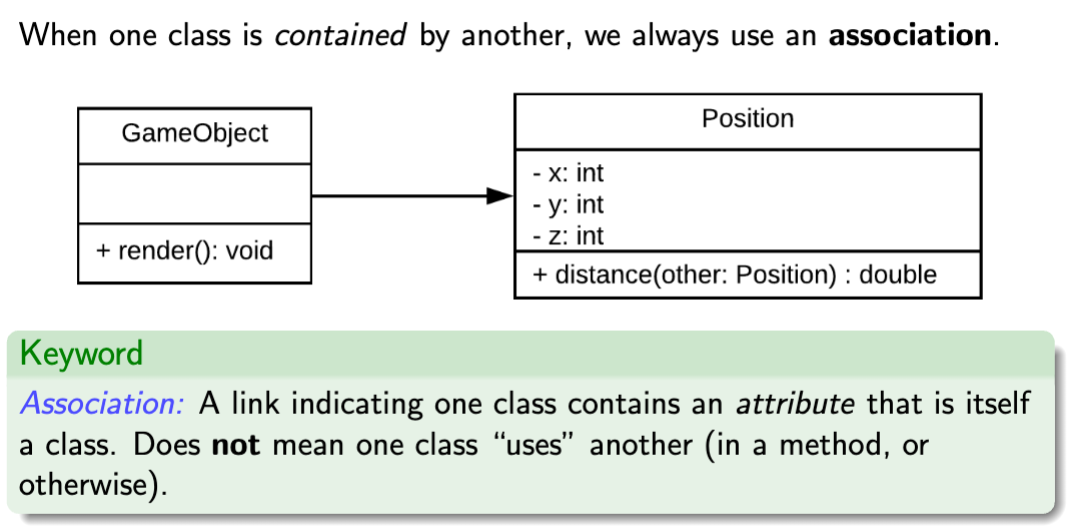 When one class is contained by another, we always use an association.
GameObject
+ render(): void
Position
- x: int
- y: int
- z: int
+ distance(other: Position) : double
Keyword
Association: A link indicating one class contains an attribute that is itself
a class. Does not mean one class “uses” another (in a method, or
otherwise).